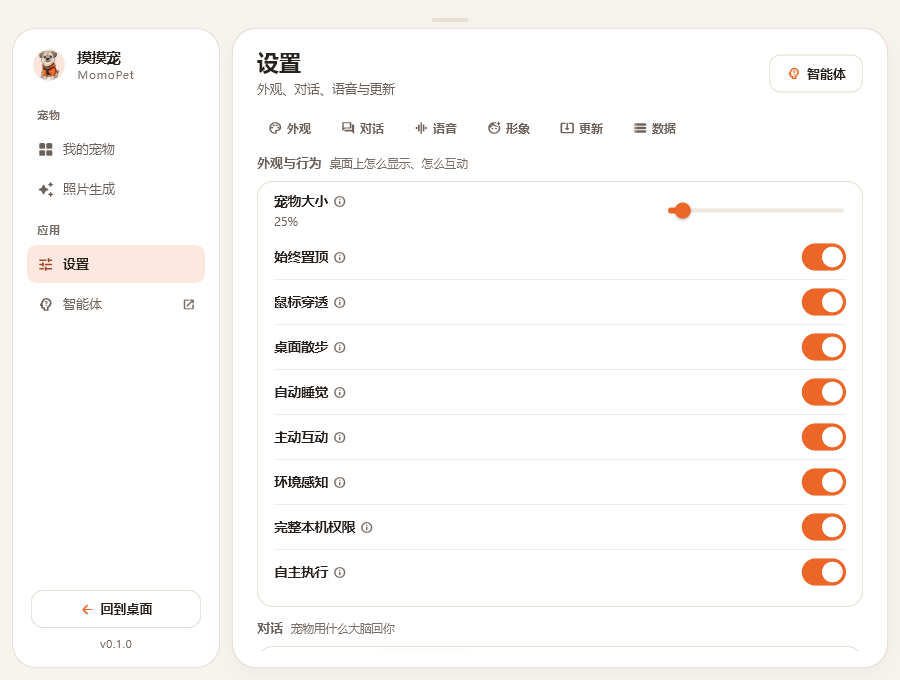 摸摸宠
MomoPet
宠物
我的宠物
照片生成
应用
设置
智能体
回到桌面
v0.1.0
设置
外观、对话、语音与更新
智能体
外观 对话 语音 形象 更新 数据
外观与行为 桌面上怎么显示、怎么互动
宠物大小
25%
始终置顶
鼠标穿透
桌面散步
自动睡觉
主动互动
环境感知
完整本机权限
自主执行
对话 宠物用什么大脑回你